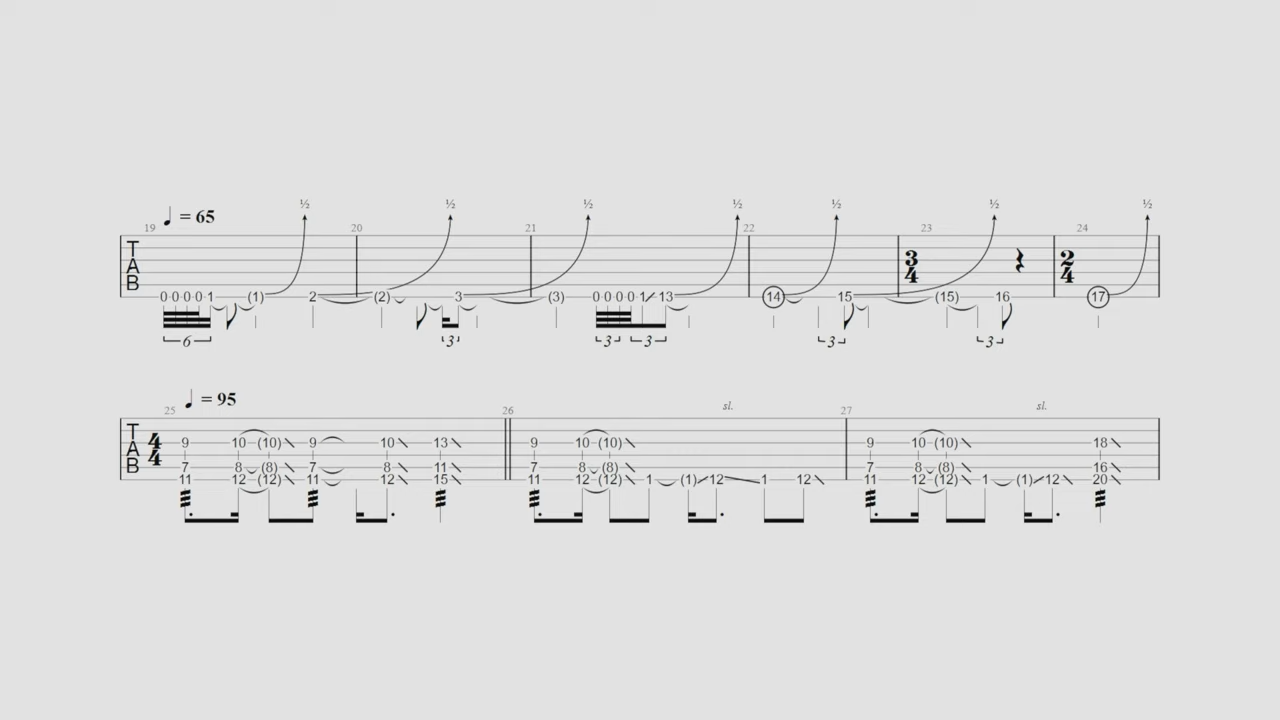 ♩ = 65
½ ½ ½ ½ ½ ½ ½
19 20 21 22 23 24
T
A
B
3
4
2
4
0 0 0 0 1 (1) 2 (2) 3 (3) 0 0 0 0 1 13 14 15 (15) 16 17
6 3 3 3 3 3
♩ = 95
25 26 sl. 27 sl.
T
A
B
4
4
9 10 (10) 9 10 13 9 10 (10) 9 10 (10) 18
7 8 (8) 7 8 11 7 8 (8) 7 8 (8) 16
11 12 (12) 11 12 15 11 12 (12) 1 (1) 12 1 12 11 12 (12) 1 (1) 12 20